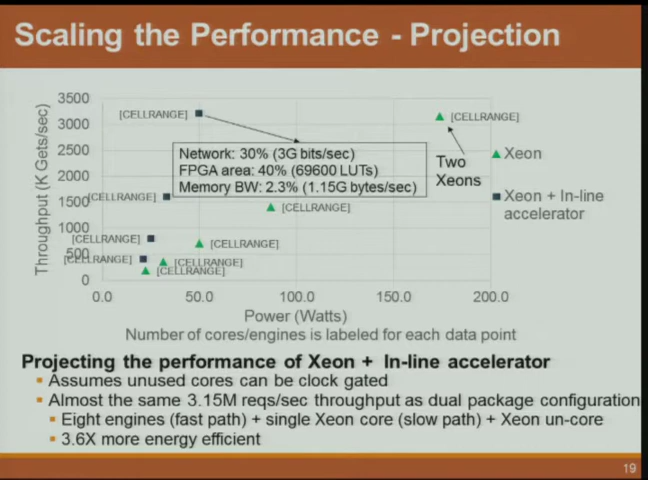 Scaling the Performance - Projection
3500
3000
2500
1500
1000
500
0
Throughput (K Gets/sec)
[CELLRANGE]
[CELLRANGE]
Network: 30% (3G bits/sec)
FPGA area: 40% (69600 LUTs)
Memory BW: 2.3% (1.15G bytes/sec)
Two
Xeons
Xeon
Xeon + In-line
accelerator
[CELLRANGE]
[CELLRANGE]
[CELLRANGE]
[CELLRANGE]
[CELLRANGE]
[CELLRANGE]
[CELLRANGE]
0.0 50.0 100.0 150.0 200.0
Power (Watts)
Number of cores/engines is labeled for each data point
Projecting the performance of Xeon + In-line accelerator
Assumes unused cores can be clock gated
Almost the same 3.15M reqs/sec throughput as dual package configuration
Eight engines (fast path) + single Xeon core (slow path) + Xeon un-core
3.6X more energy efficient
19